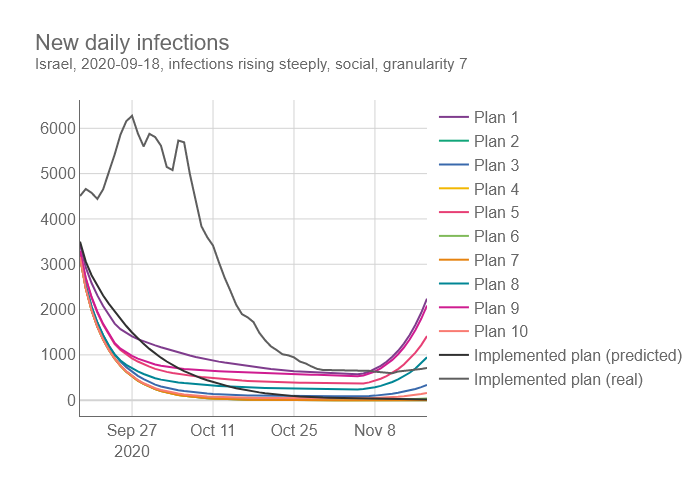 New daily infections
Israel, 2020-09-18, infections rising steeply, social, granularity 7
6000
5000
4000
3000
2000
1000
0
Sep 27
2020
Oct 11
Oct 25
Nov 8
Plan 1
Plan 2
Plan 3
Plan 4
Plan 5
Plan 6
Plan 7
Plan 8
Plan 9
Plan 10
Implemented plan (predicted)
Implemented plan (real)